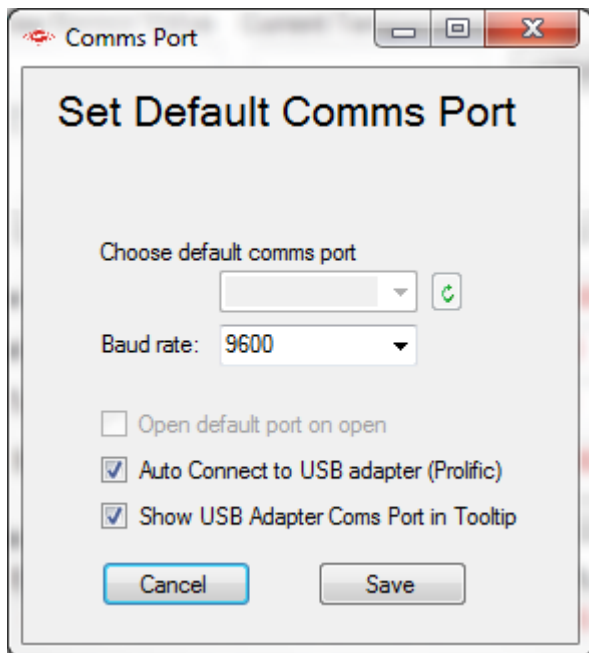 Comms Port
Set Default Comms Port
Choose default comms port
Baud rate: 9600
Open default port on open
Auto Connect to USB adapter (Prolific)
Show USB Adapter Coms Port in Tooltip
Cancel Save